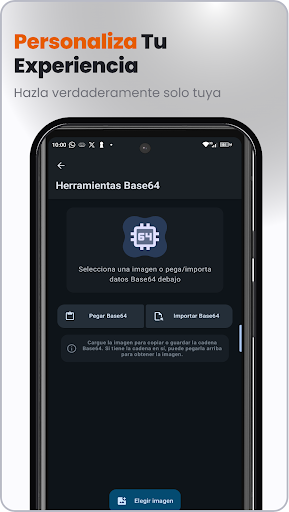 Personaliza Tu
Experiencia
Hazla verdaderamente solo tuya
10:00
Herramientas Base64
64
Selecciona una imagen o pega/importa
datos Base64 debajo
Pegar Base64
Importar Base64
Cargue la imagen para copiar o guardar la cadena
Base64. Si tiene la cadena en sí, puede pegarla arriba
para obtener la imagen.
Elegir imagen